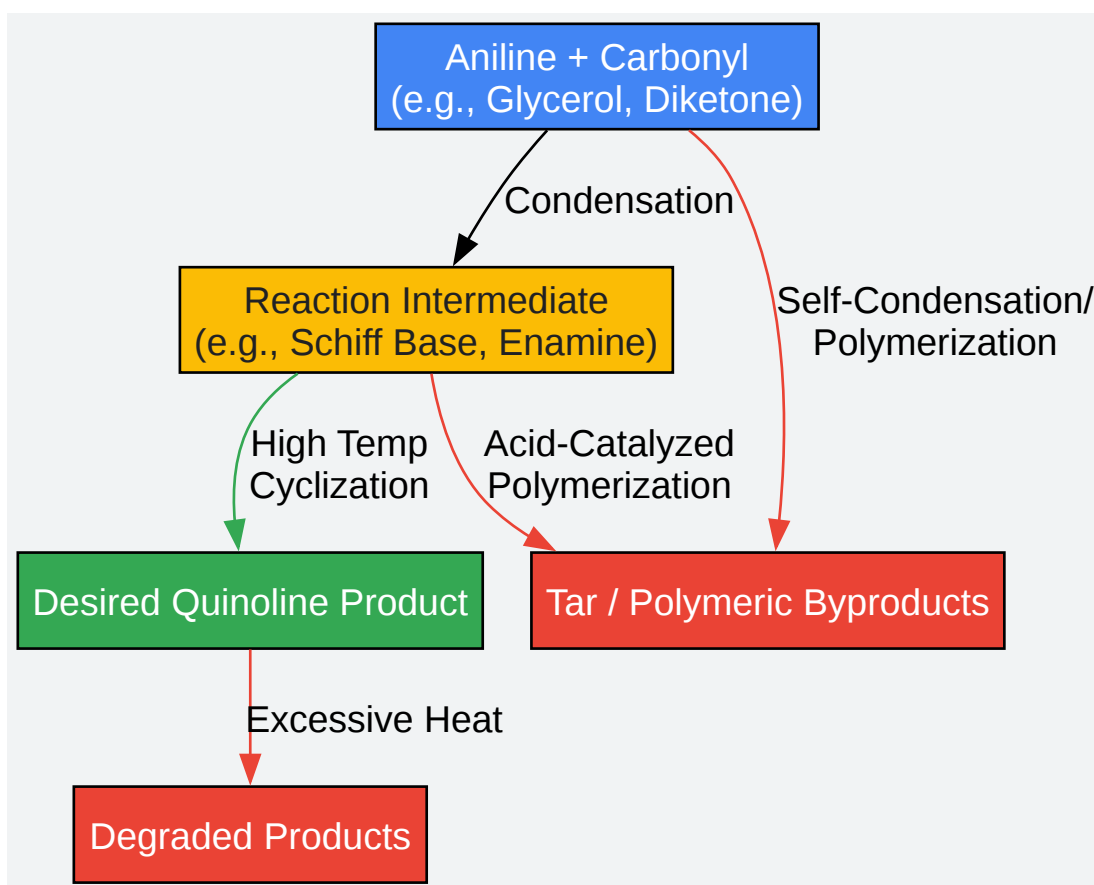 Aniline + Carbonyl
(e.g., Glycerol, Diketone)
Condensation
Reaction Intermediate
(e.g., Schiff Base, Enamine)
Self-Condensation/
Polymerization
High Temp
Cyclization
Acid-Catalyzed
Polymerization
Desired Quinoline Product
Tar / Polymeric Byproducts
Excessive Heat
Degraded Products